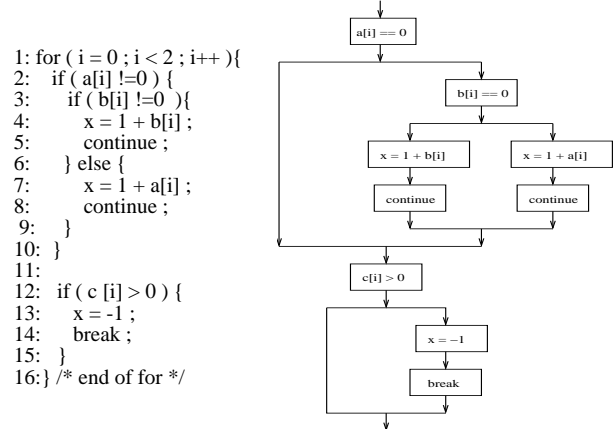 1: for ( i = 0 ; i < 2 ; i++ ){
2: if ( a[i] !=0 ) {
3: if ( b[i] !=0 ){
4: x = 1 + b[i] ;
5: continue ;
6: } else {
7: x = 1 + a[i] ;
8: continue ;
9: }
10: }
11:
12: if ( c [i] > 0 ) {
13: x = -1 ;
14: break ;
15: }
16:} /* end of for */
a[i] == 0
b[i] == 0
x = 1 + b[i]
x = 1 + a[i]
continue
continue
c[i] > 0
x = −1
break